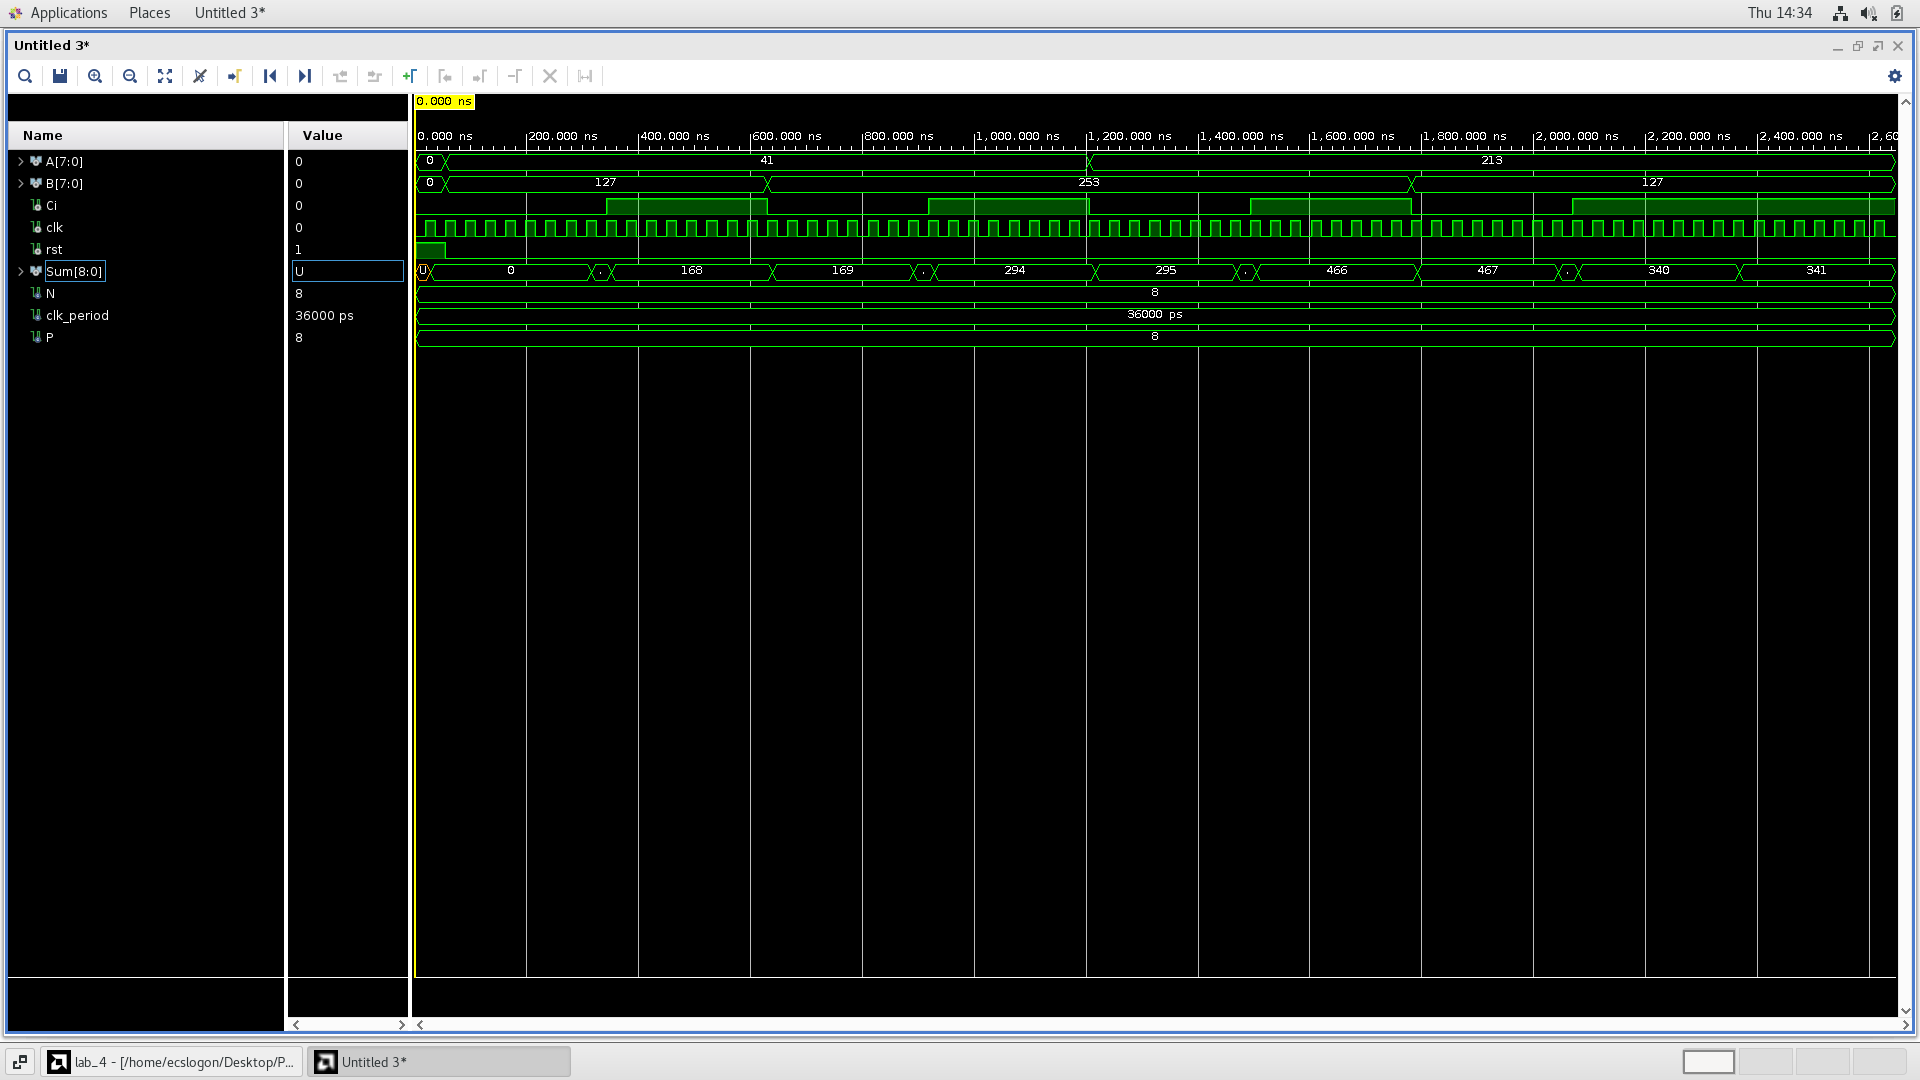 Applications Places Untitled 3* Thu 14:34
Untitled 3*
0.000 ns
Name Value
0.000 ns 200.000 ns 400.000 ns 600.000 ns 800.000 ns 1,000.000 ns 1,200.000 ns 1,400.000 ns 1,600.000 ns 1,800.000 ns 2,000.000 ns 2,200.000 ns 2,400.000 ns 2,60
A[7:0] 0 0 41 213
B[7:0] 0 0 127 253 127
Ci 0
clk 0
rst 1
Sum[8:0] U U 0 . 168 169 . 294 295 . 466 467 . 340 341
N 8 8
clk_period 36000 ps 36000 ps
P 8 8
lab_4 - [/home/ecslogon/Desktop/P... Untitled 3*